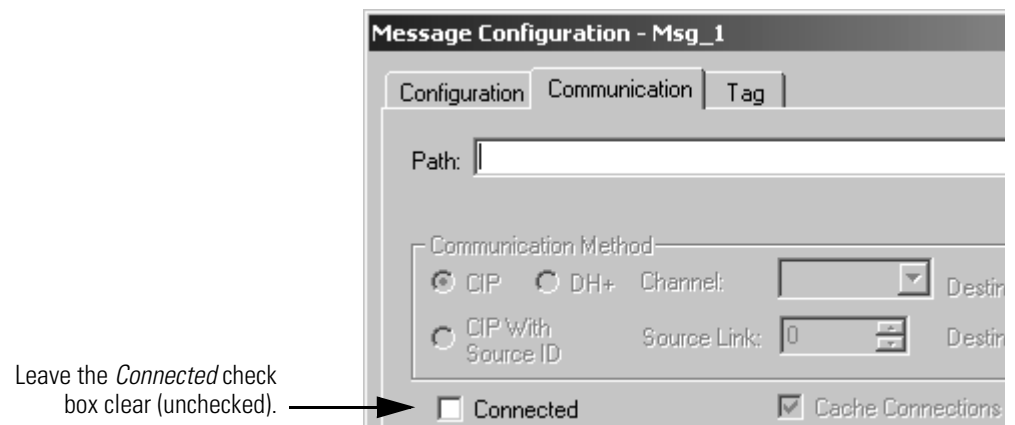 Message Configuration - Msg_1
Configuration Communication Tag
Path:
Communication Method
CIP DH+ Channel: Destin
CIP With Source Link: 0 Destin
Source ID
Leave the Connected check
box clear (unchecked).
Connected Cache Connections